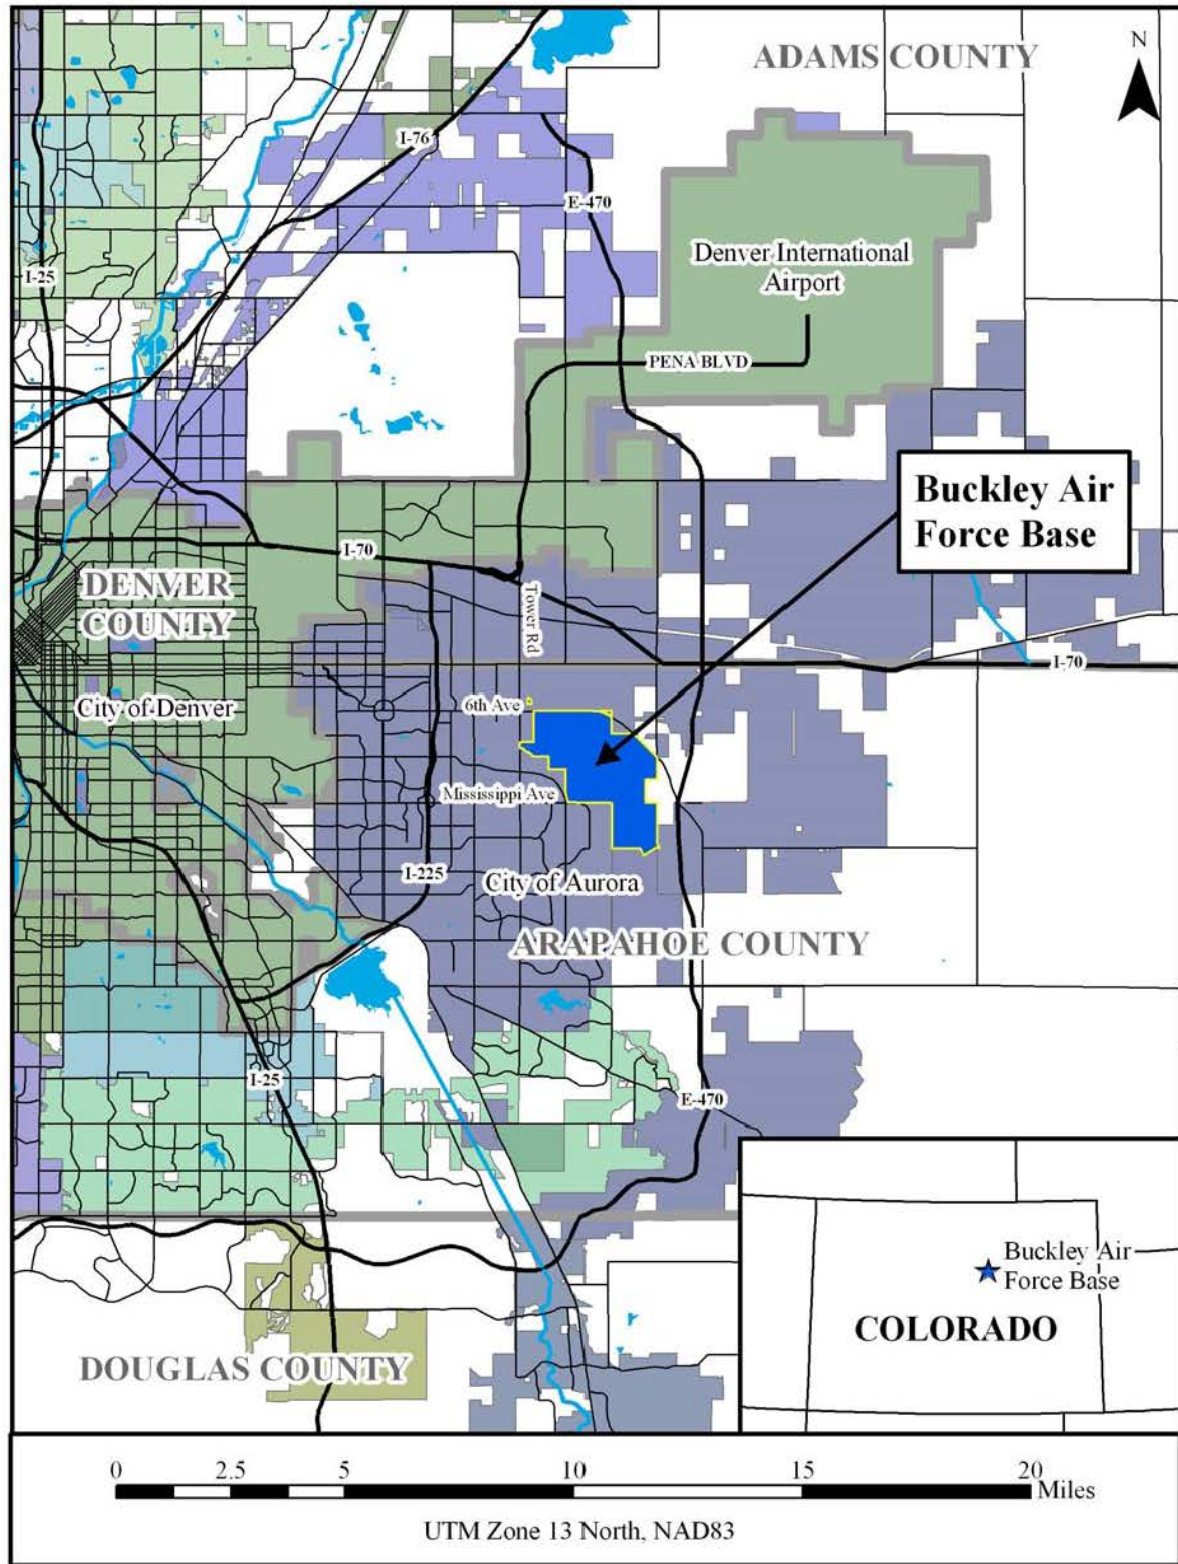 ADAMS COUNTY
N
I-76
E-470
I-25
Denver International
Airport
PENA BLVD
Buckley Air
Force Base
I-70
DENVER
COUNTY
Tower Rd
I-70
6th Ave
City of Denver
Mississippi Ave
I-225
City of Aurora
ARAPAHOE COUNTY
I-25
E-470
Buckley Air
Force Base
COLORADO
DOUGLAS COUNTY
0 2.5 5 10 15 20
Miles
UTM Zone 13 North, NAD83